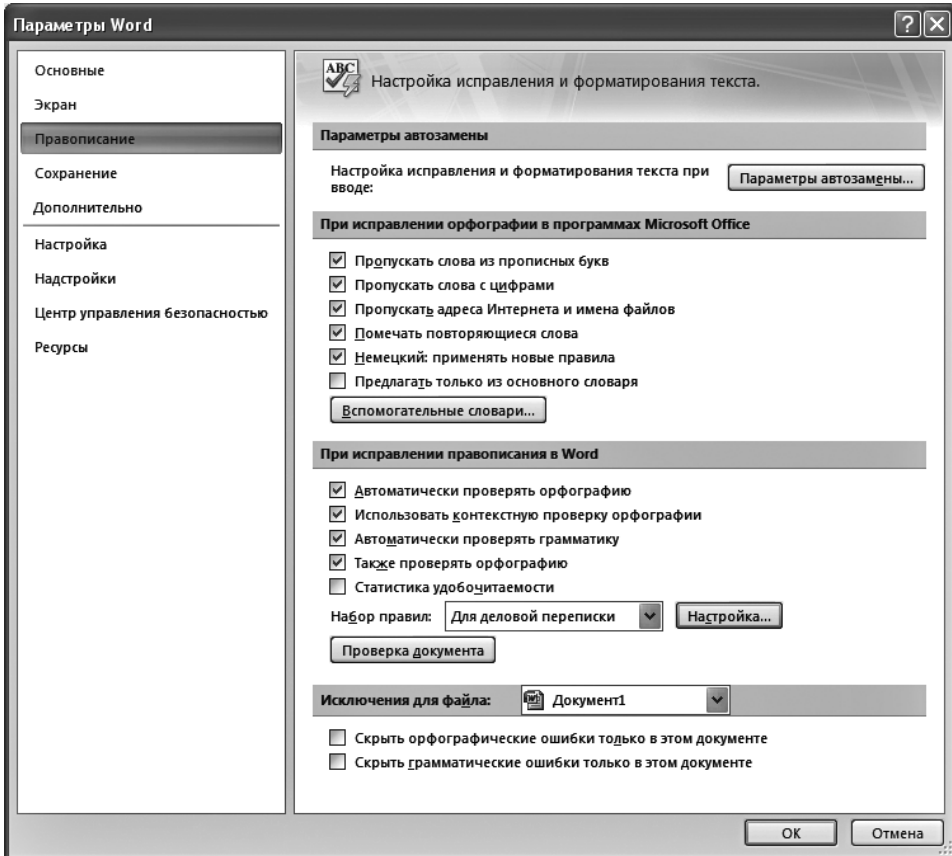 Параметры Word
Основные
Экран
Правописание
Сохранение
Дополнительно
Настройка
Надстройки
Центр управления безопасностью
Ресурсы
ABC
Настройка исправления и форматирования текста.
Параметры автозамены
Настройка исправления и форматирования текста при
вводе:
Параметры автозамены...
При исправлении орфографии в программах Microsoft Office
Пропускать слова из прописных букв
Пропускать слова с цифрами
Пропускать адреса Интернета и имена файлов
Помечать повторяющиеся слова
Немецкий: применять новые правила
Предлагать только из основного словаря
Вспомогательные словари...
При исправлении правописания в Word
Автоматически проверять орфографию
Использовать контекстную проверку орфографии
Автоматически проверять грамматику
Также проверять орфографию
Статистика удобочитаемости
Набор правил: Для деловой переписки Настройка...
Проверка документа
Исключения для файла: Документ1
Скрыть орфографические ошибки только в этом документе
Скрыть грамматические ошибки только в этом документе
ОК Отмена